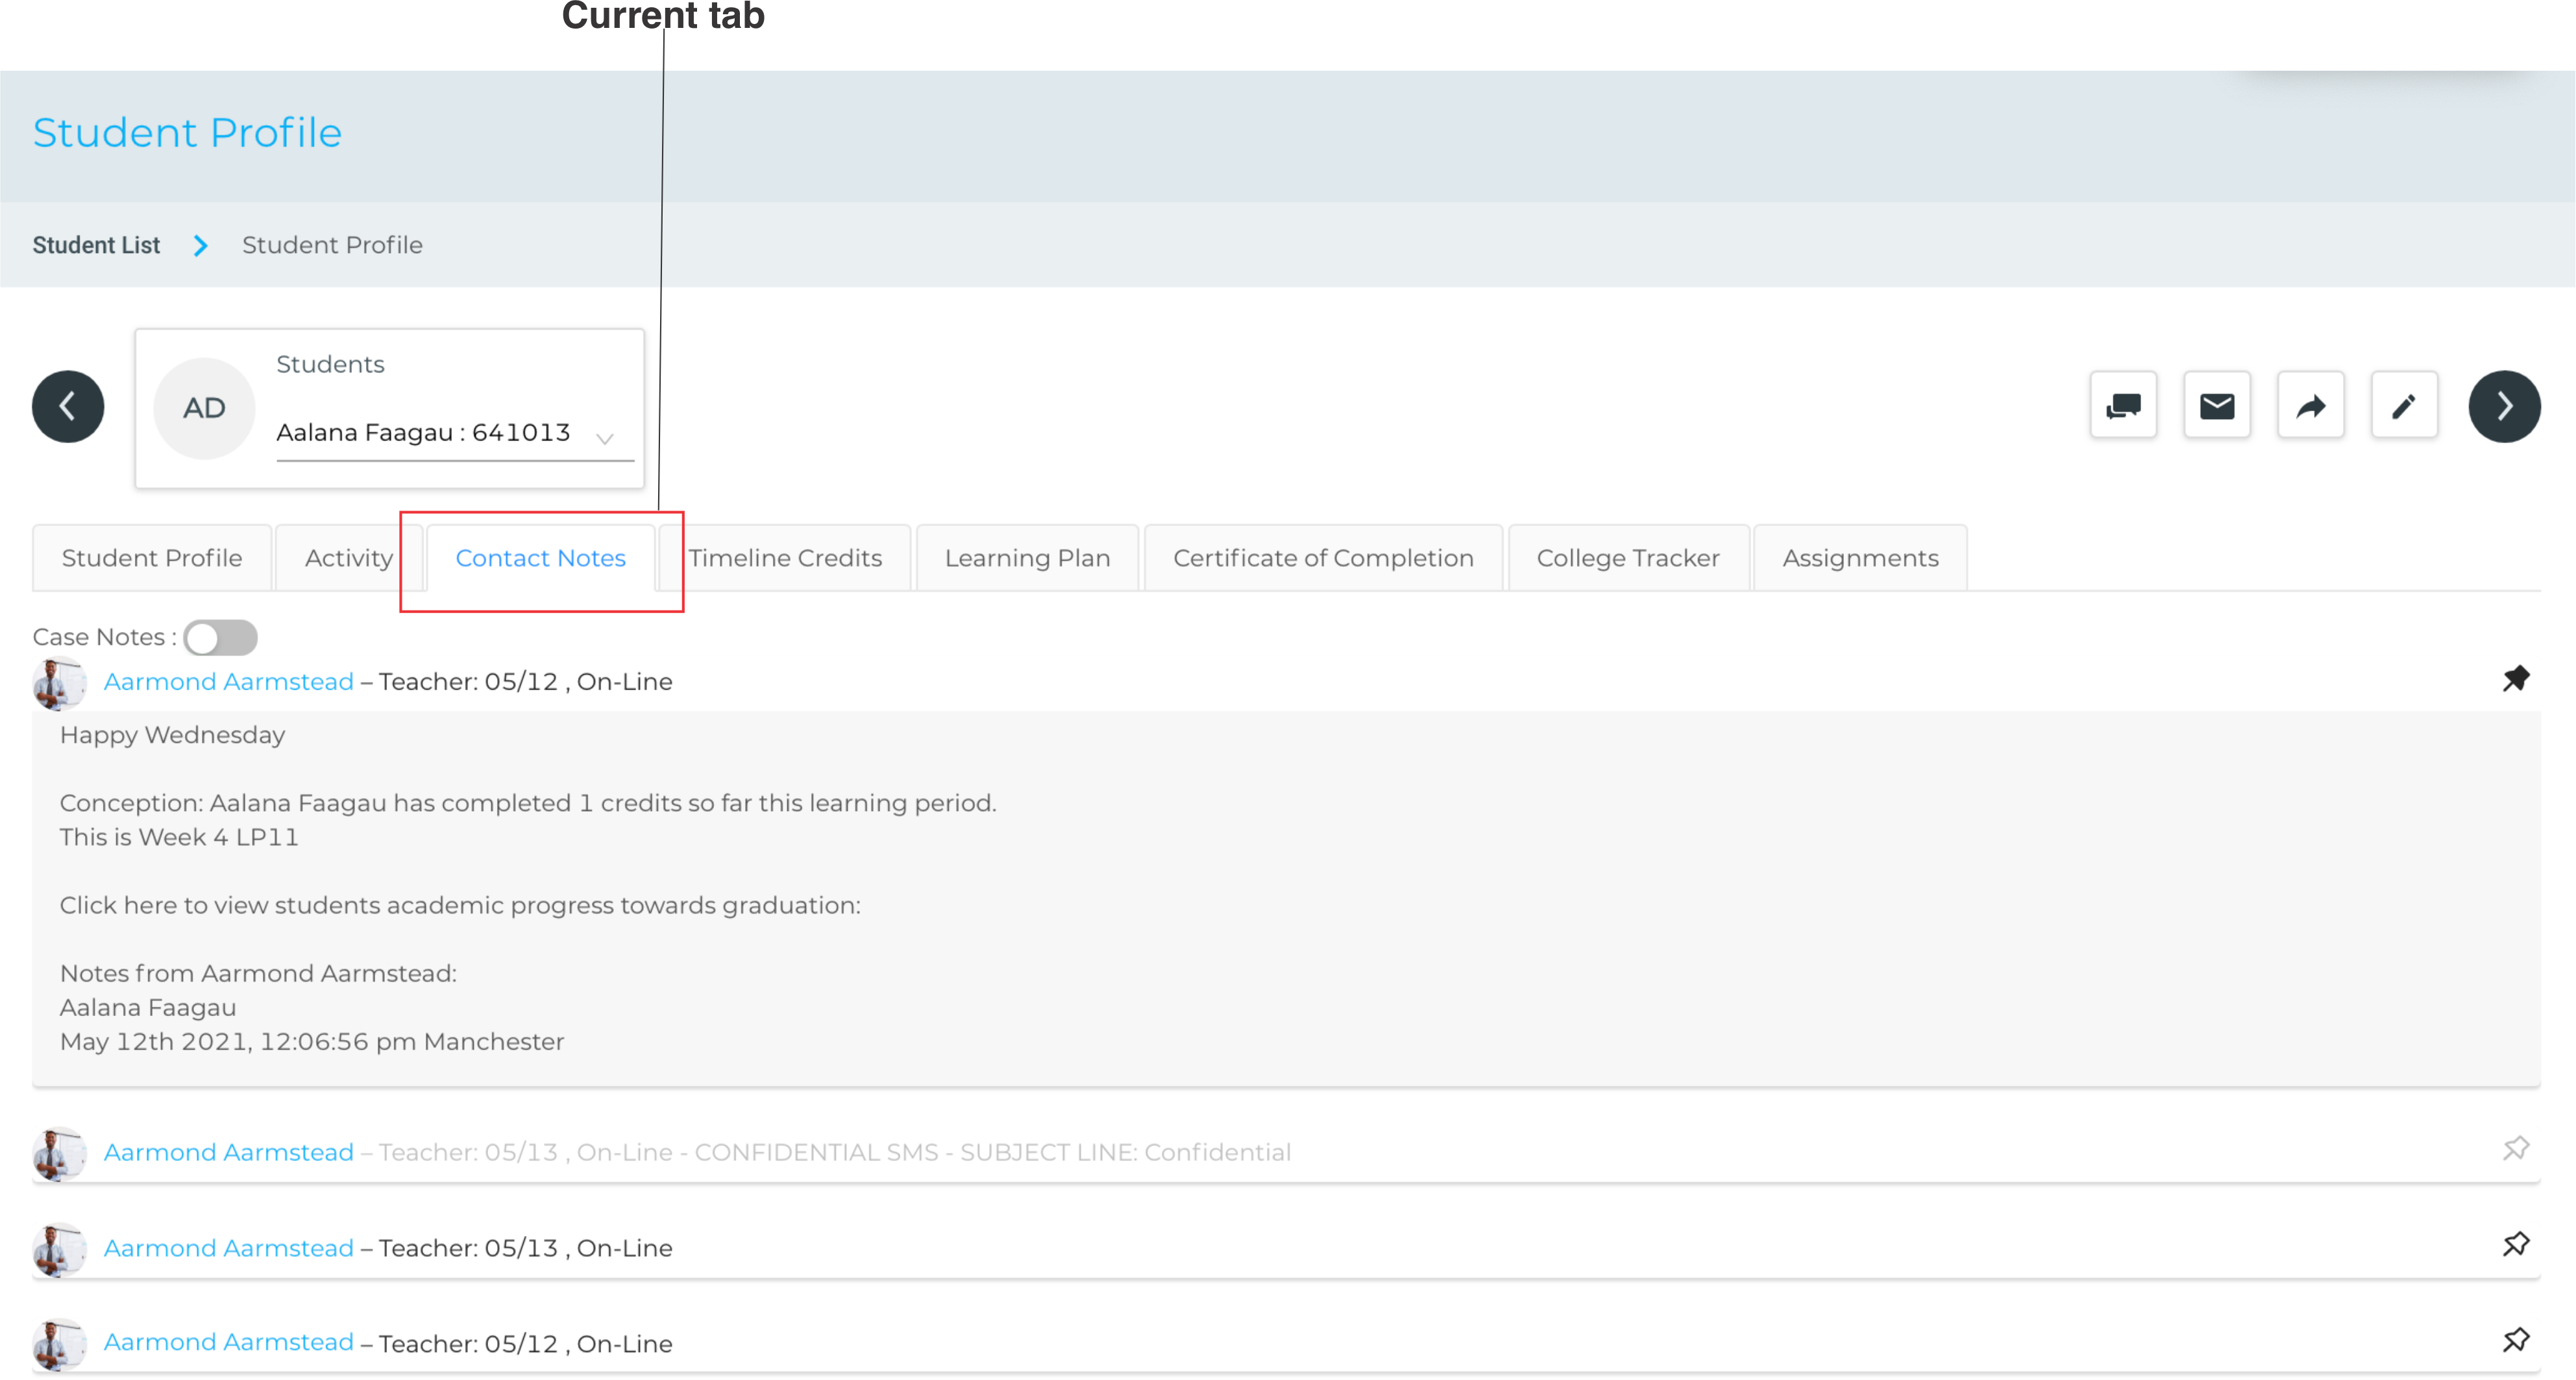 Current tab
Student Profile
Student List Student Profile
Students
AD
Aalana Faagau : 641013
Student Profile Activity Contact Notes Timeline Credits Learning Plan Certificate of Completion College Tracker Assignments
Case Notes :
Aarmond Aarmstead – Teacher: 05/12 , On-Line
Happy Wednesday
Conception: Aalana Faagau has completed 1 credits so far this learning period.
This is Week 4 LP11
Click here to view students academic progress towards graduation:
Notes from Aarmond Aarmstead:
Aalana Faagau
May 12th 2021, 12:06:56 pm Manchester
Aarmond Aarmstead – Teacher: 05/13 , On-Line - CONFIDENTIAL SMS - SUBJECT LINE: Confidential
Aarmond Aarmstead – Teacher: 05/13 , On-Line
Aarmond Aarmstead – Teacher: 05/12 , On-Line